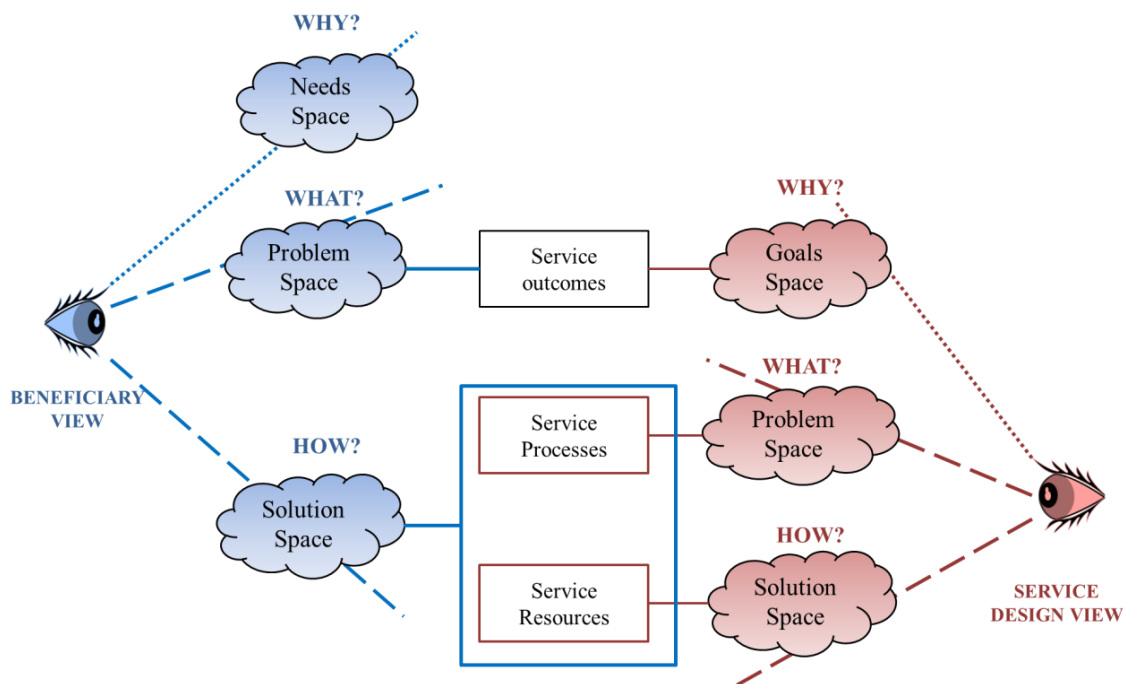 WHY?
Needs
Space
WHAT?
Problem
Space
Service
outcomes
WHY?
Goals
Space
BENEFICIARY
VIEW
HOW?
Solution
Space
Service
Processes
WHAT?
Problem
Space
Service
Resources
HOW?
Solution
Space
SERVICE
DESIGN VIEW